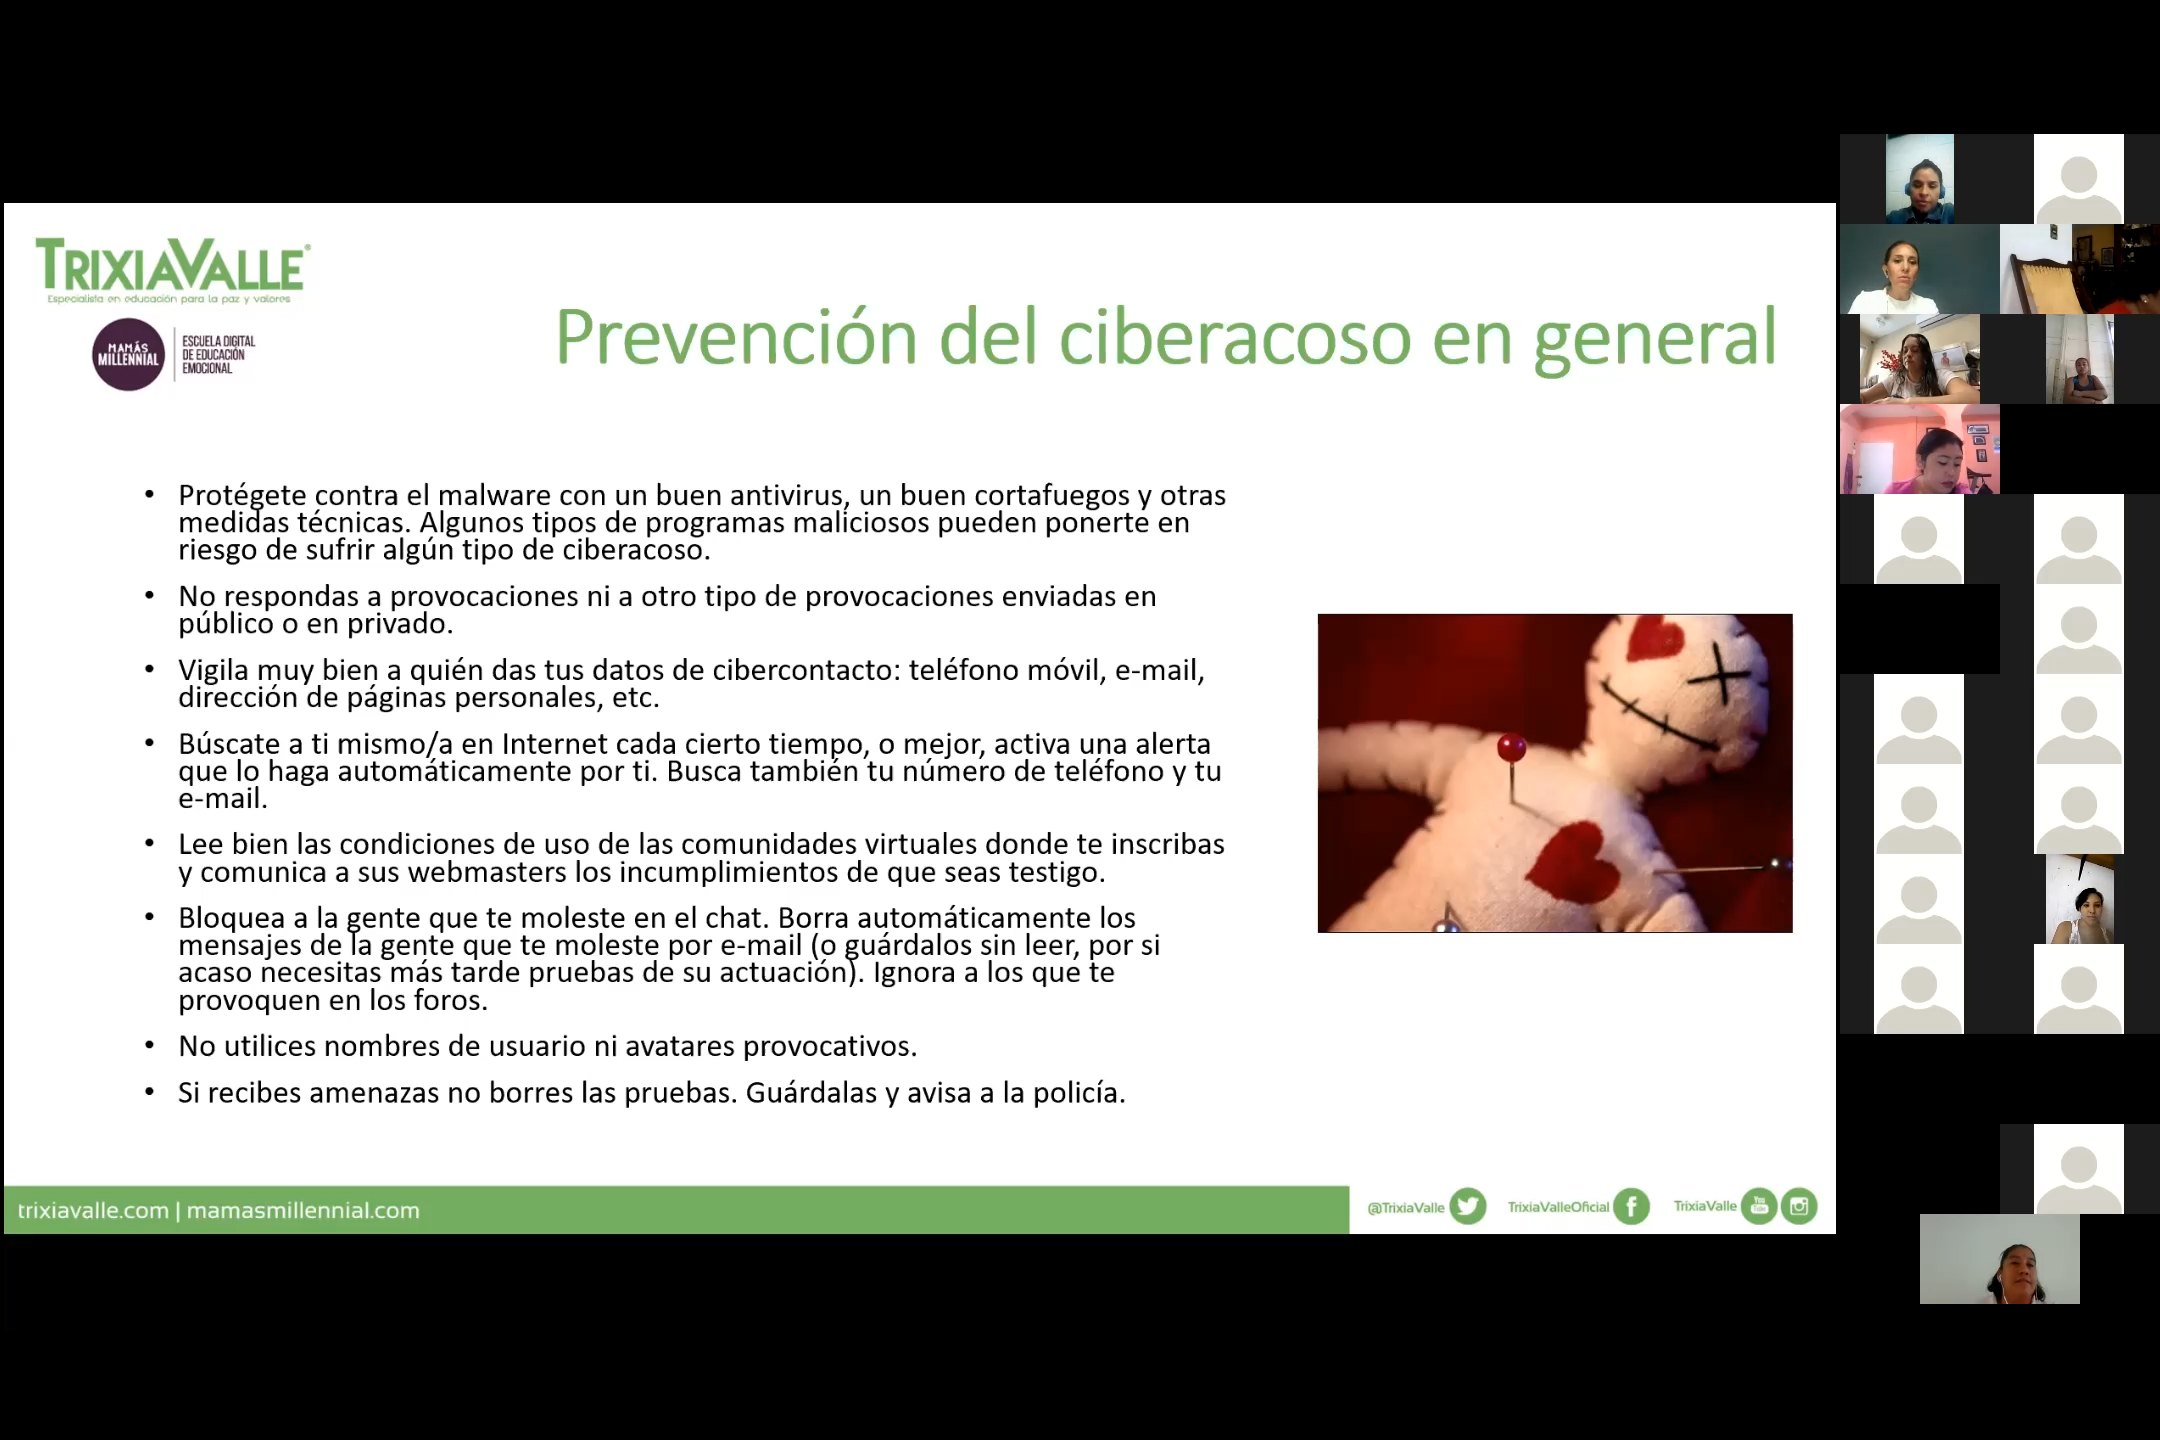 TRIXIAVALLE®
Especialista en educación para la paz y valores
MAMÁS
MILLENNIAL
ESCUELA DIGITAL
DE EDUCACIÓN
EMOCIONAL
Prevención del ciberacoso en general
• Protégete contra el malware con un buen antivirus, un buen cortafuegos y otras
medidas técnicas. Algunos tipos de programas maliciosos pueden ponerte en
riesgo de sufrir algún tipo de ciberacoso.
• No respondas a provocaciones ni a otro tipo de provocaciones enviadas en
público o en privado.
• Vigila muy bien a quién das tus datos de cibercontacto: teléfono móvil, e-mail,
dirección de páginas personales, etc.
• Búscate a ti mismo/a en Internet cada cierto tiempo, o mejor, activa una alerta
que lo haga automáticamente por ti. Busca también tu número de teléfono y tu
e-mail.
• Lee bien las condiciones de uso de las comunidades virtuales donde te inscribas
y comunica a sus webmasters los incumplimientos de que seas testigo.
• Bloquea a la gente que te moleste en el chat. Borra automáticamente los
mensajes de la gente que te moleste por e-mail (o guárdalos sin leer, por si
acaso necesitas más tarde pruebas de su actuación). Ignora a los que te
provoquen en los foros.
• No utilices nombres de usuario ni avatares provocativos.
• Si recibes amenazas no borres las pruebas. Guárdalas y avisa a la policía.
trixiavalle.com | mamasmillennial.com
@TrixiaValle
TrixiaValleOficial
TrixiaValle
You
Tube